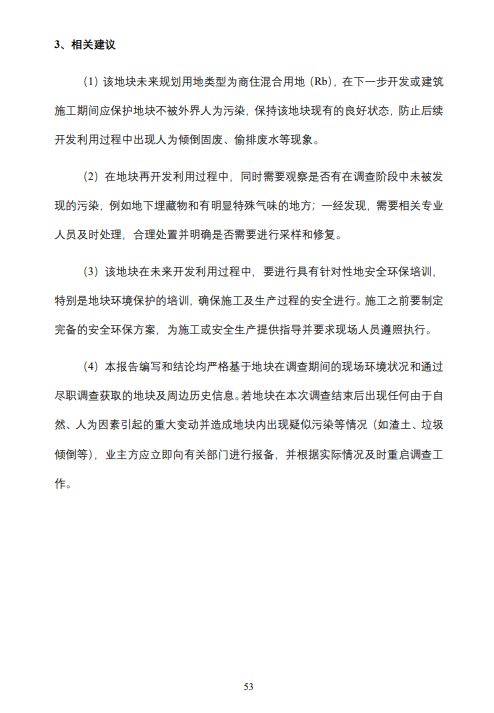 3、相关建议
（1）该地块未来规划用地类型为商住混合用地（Rb），在下一步开发或建筑
施工期间应保护地块不被外界人为污染，保持该地块现有的良好状态，防止后续
开发利用过程中出现人为倾倒固废、偷排废水等现象。
（2）在地块再开发利用过程中，同时需要观察是否有在调查阶段中未被发
现的污染，例如地下埋藏物和有明显特殊气味的地方；一经发现，需要相关专业
人员及时处理，合理处置并明确是否需要进行采样和修复。
（3）该地块在未来开发利用过程中，要进行具有针对性地安全环保培训，
特别是地块环境保护的培训，确保施工及生产过程的安全进行。施工之前要制定
完备的安全环保方案，为施工或安全生产提供指导并要求现场人员遵照执行。
（4）本报告编写和结论均严格基于地块在调查期间的现场环境状况和通过
尽职调查获取的地块及周边历史信息。若地块在本次调查结束后出现任何由于自
然、人为因素引起的重大变动并造成地块内出现疑似污染等情况（如渣土、垃圾
倾倒等），业主方应立即向有关部门进行报备，并根据实际情况及时重启调查工
作。
53